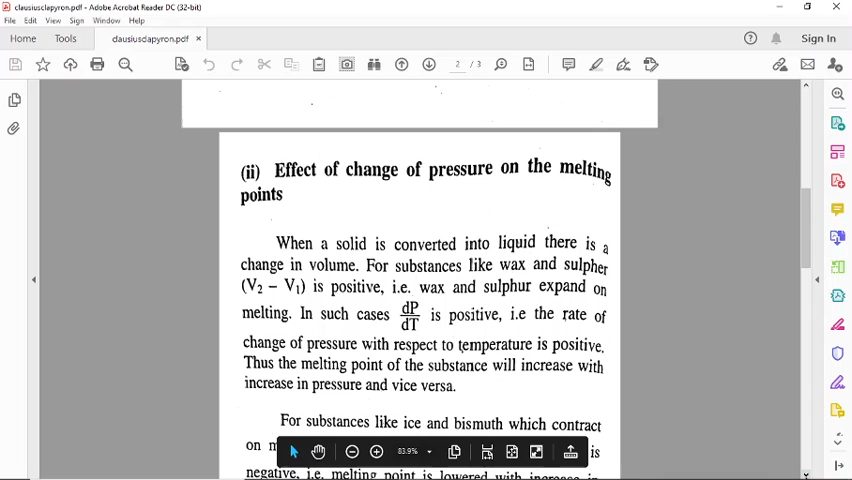 clausiusclapyron.pdf - Adobe Acrobat Reader DC (32-bit)
File Edit View Sign Window Help
Home Tools clausiusclapyron.pdf × Sign In
2 / 3
(ii) Effect of change of pressure on the melting
points
When a solid is converted into liquid there is a
change in volume. For substances like wax and sulpher
(V₂ – V₁) is positive, i.e. wax and sulphur expand on
melting. In such cases dP/dT is positive, i.e the rate of
change of pressure with respect to temperature is positive.
Thus the melting point of the substance will increase with
increase in pressure and vice versa.
For substances like ice and bismuth which contract
on is
83.9%
negative, i.e. melting point is lowered with increase in